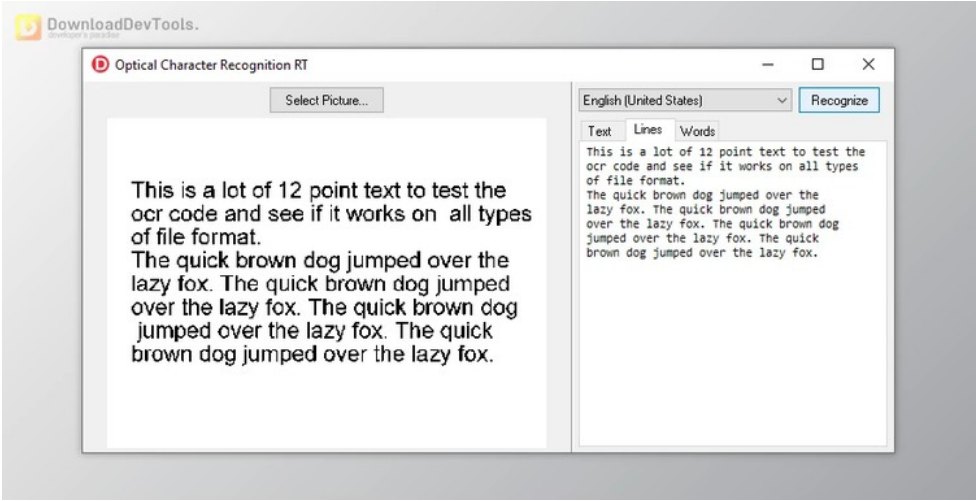 DownloadDevTools.
developer's paradise
Optical Character Recognition RT
Select Picture...
This is a lot of 12 point text to test the
ocr code and see if it works on  all types
of file format.
The quick brown dog jumped over the
lazy fox. The quick brown dog jumped
over the lazy fox. The quick brown dog
jumped over the lazy fox. The quick
brown dog jumped over the lazy fox.
English (United States)
Recognize
Text Lines Words
This is a lot of 12 point text to test the
ocr code and see if it works on all types
of file format.
The quick brown dog jumped over the
lazy fox. The quick brown dog jumped
over the lazy fox. The quick brown dog
jumped over the lazy fox. The quick
brown dog jumped over the lazy fox.